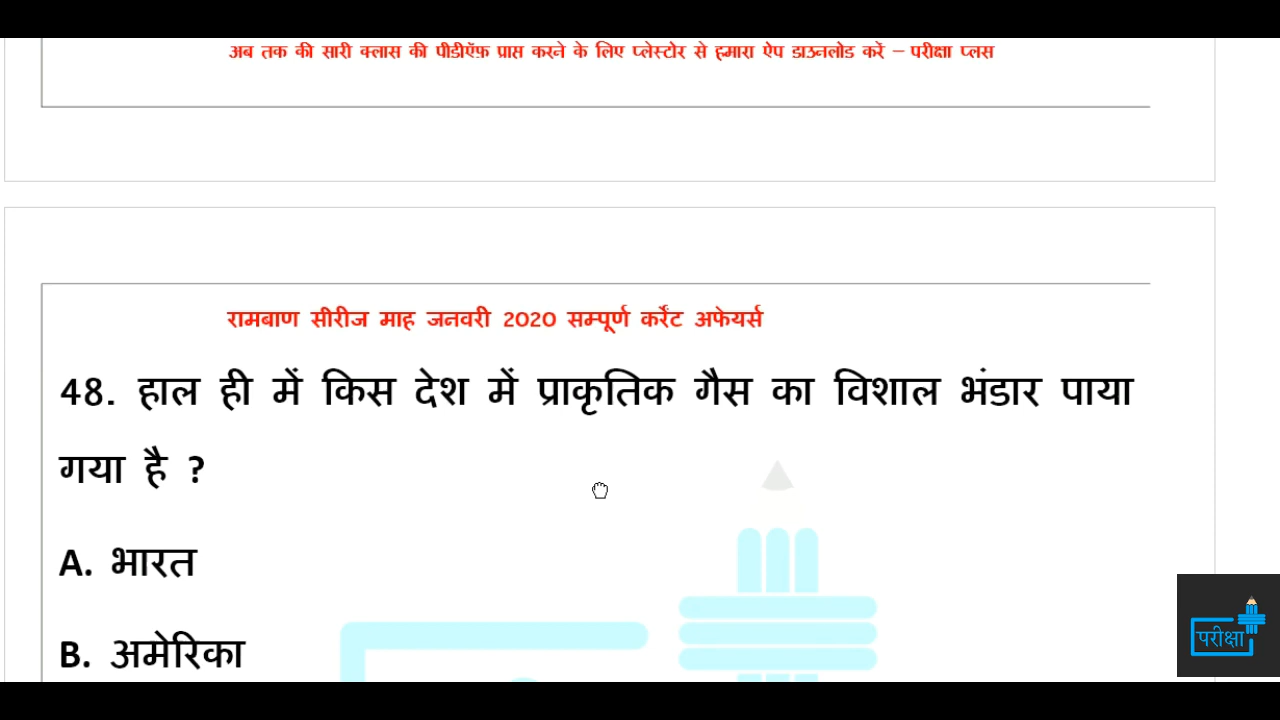 अब तक की सारी क्लास की पीडीऍफ़ प्राप्त करने के लिए प्लेस्टोर से हमारा ऐप डाउनलोड करें – परीक्षा प्लस
रामबाण सीरीज माह जनवरी 2020 सम्पूर्ण कर्रेंट अफेयर्स
48. हाल ही में किस देश में प्राकृतिक गैस का विशाल भंडार पाया
गया है ?
A. भारत
B. अमेरिका
परीक्षा